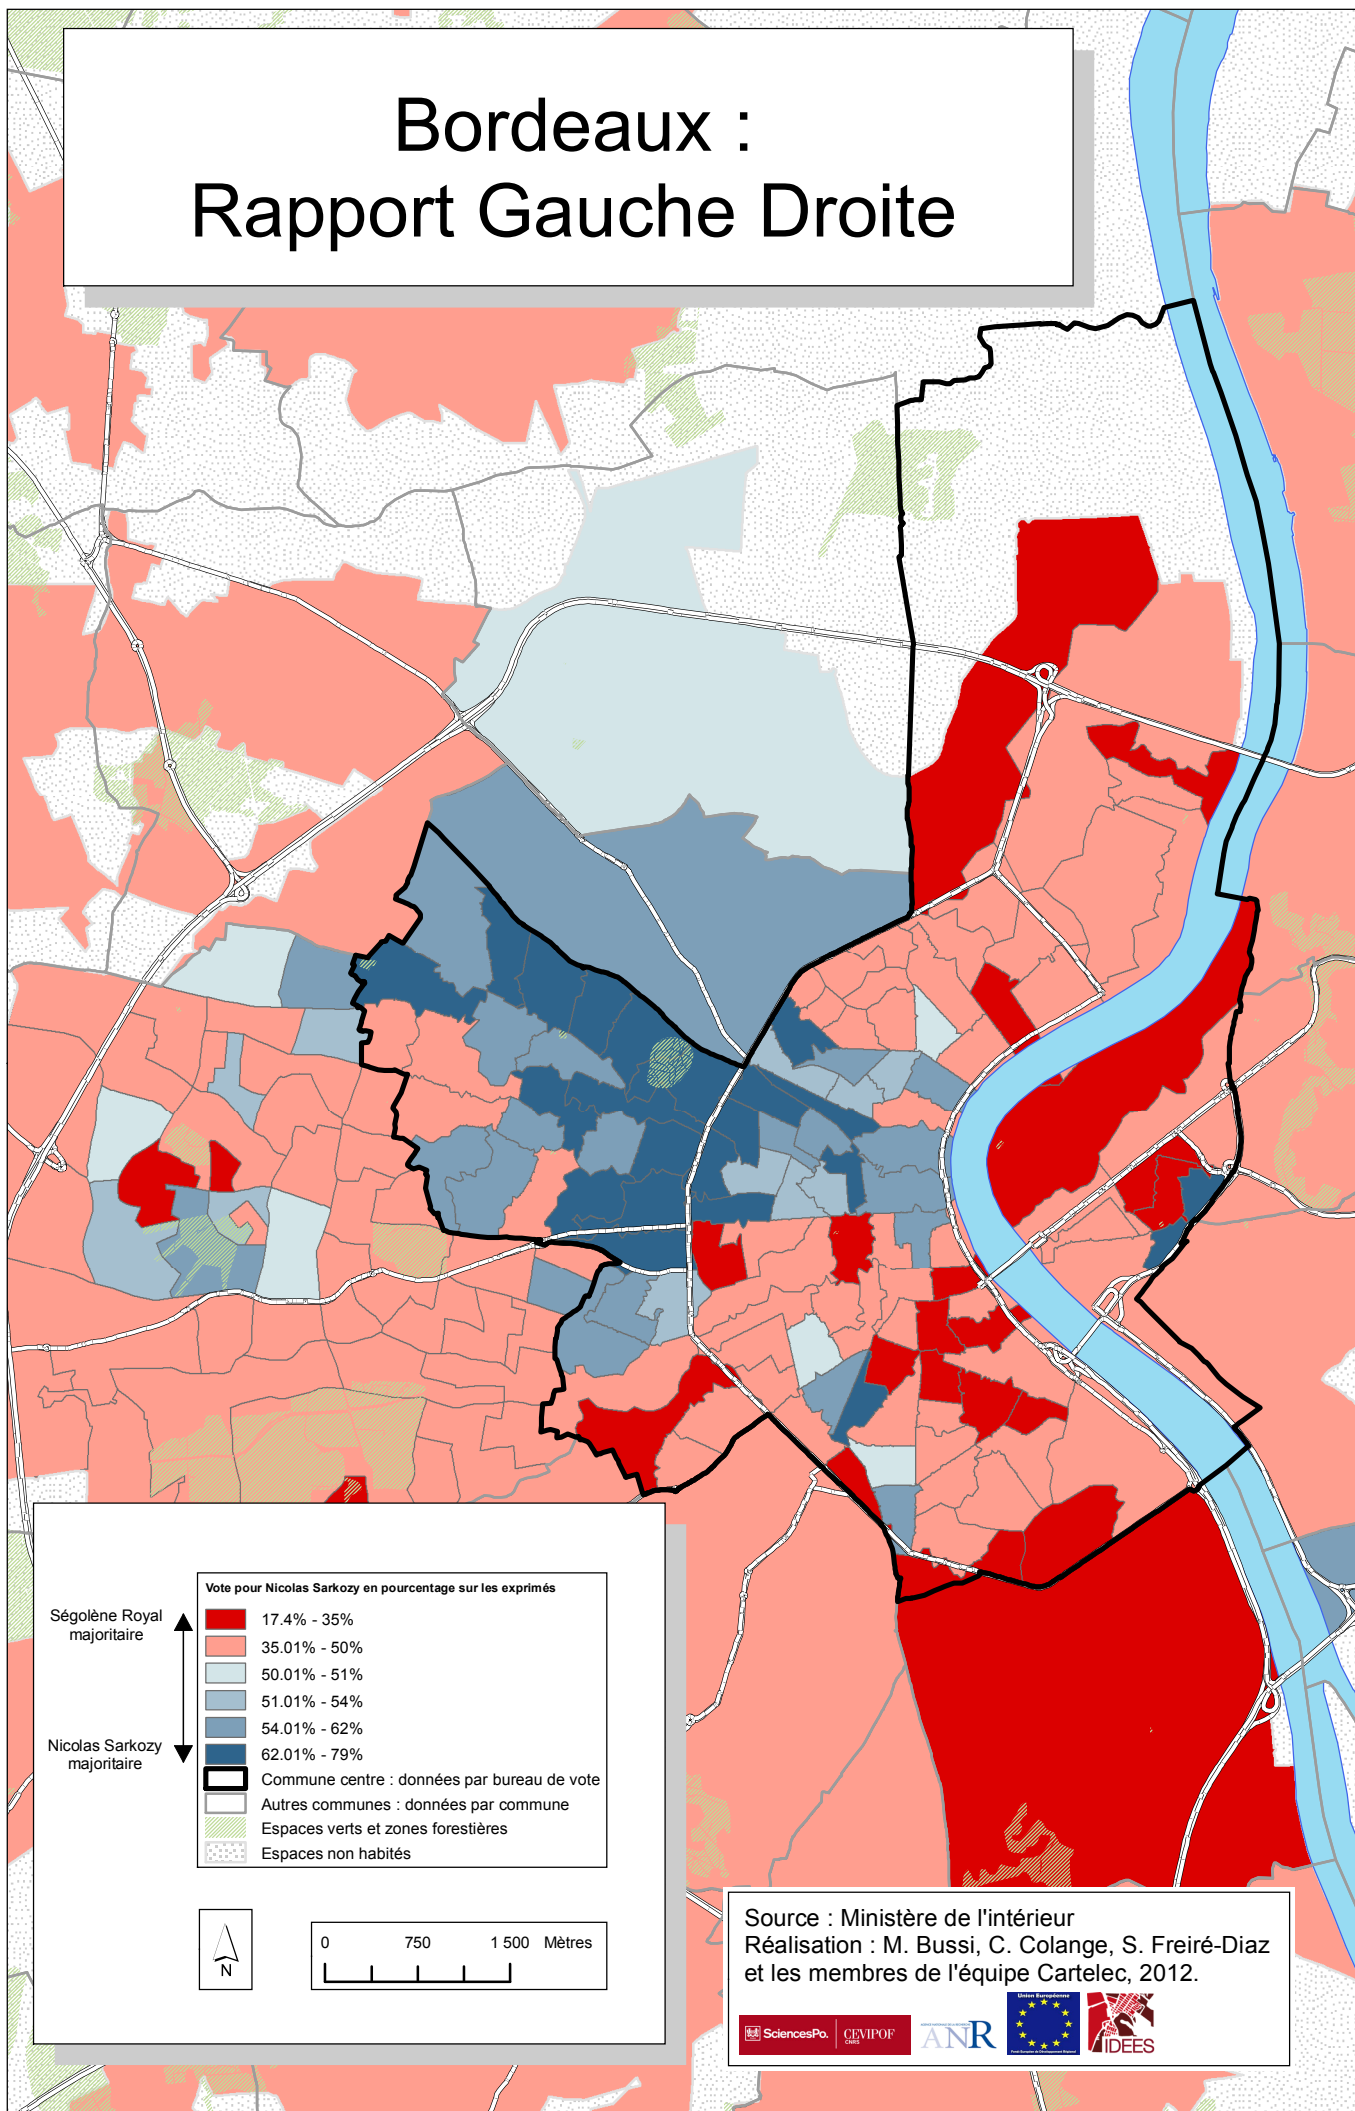 Bordeaux :
Rapport Gauche Droite
Vote pour Nicolas Sarkozy en pourcentage sur les exprimés
Ségolène Royal
majoritaire
17.4% - 35%
35.01% - 50%
50.01% - 51%
51.01% - 54%
54.01% - 62%
Nicolas Sarkozy
majoritaire
62.01% - 79%
Commune centre : données par bureau de vote
Autres communes : données par commune
Espaces verts et zones forestières
Espaces non habités
N
0 750 1 500 Mètres
Source : Ministère de l'intérieur
Réalisation : M. Bussi, C. Colange, S. Freiré-Diaz
et les membres de l'équipe Cartelec, 2012.
SciencesPo.
CEVIPOF
CNRS
ANR
Union Européenne
IDEES